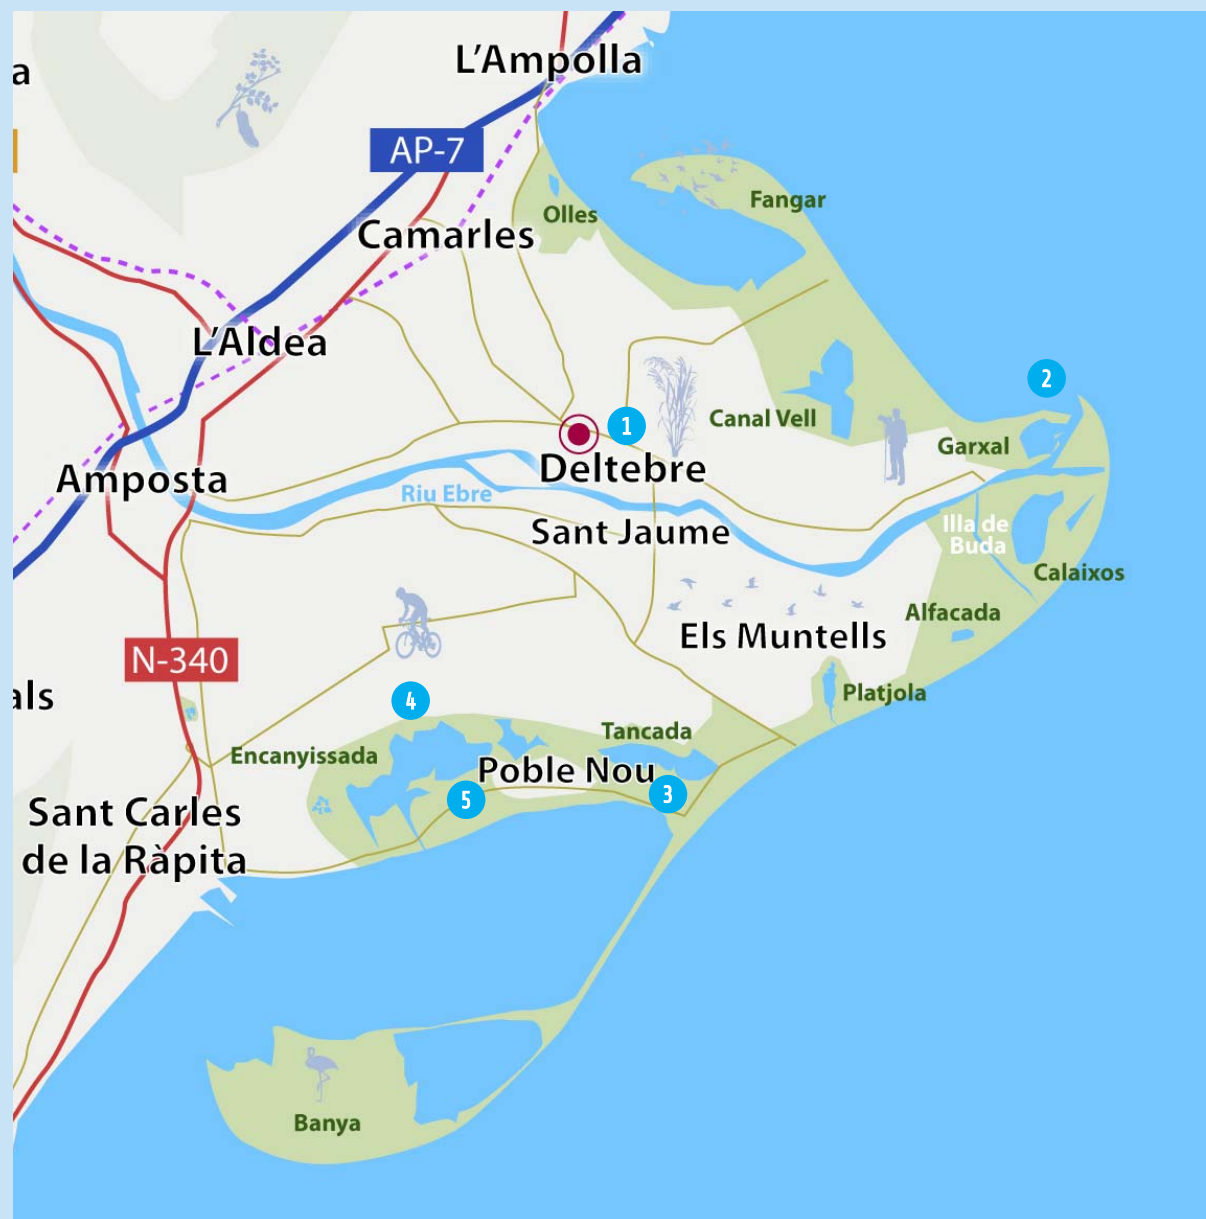 L'Ampolla
a
AP-7
Fangar
Olles
Camarles
L'Aldea
2
Canal Vell
1
Garxal
Deltebre
Amposta
Riu Ebre
Sant Jaume
Illa de
Buda
Calaixos
Alfacada
Els Muntells
N-340
als
Platjola
4
Tancada
Encanyissada
Poble Nou
3
5
Sant Carles
de la Ràpita
Banya